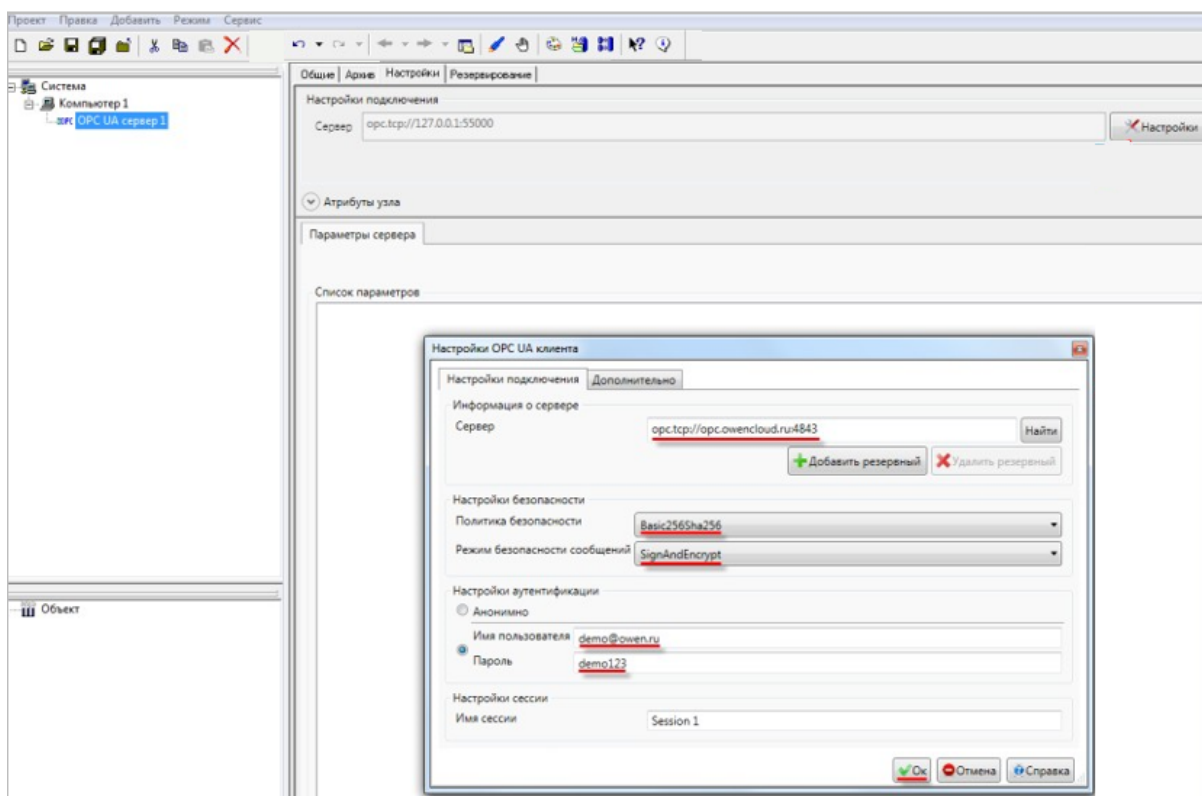 Проект Правка Добавить Режим Сервис
Система
Компьютер 1
OPC UA сервер 1
Общие Архив Настройки Резервирование
Настройки подключения
Сервер opc.tcp://127.0.0.1:55000 Настройки
Атрибуты узла
Параметры сервера
Список параметров
Настройки OPC UA клиента
Настройки подключения Дополнительно
Информация о сервере
Сервер opc.tcp://opc.owencloud.ru:4843 Найти
Добавить резервный Удалить резервный
Настройки безопасности
Политика безопасности Basic256Sha256
Режим безопасности сообщений SignAndEncrypt
Настройки аутентификации
Анонимно
Имя пользователя demo@owen.ru
Пароль demo123
Настройки сессии
Имя сессии Session 1
Ок Отмена Справка
Объект